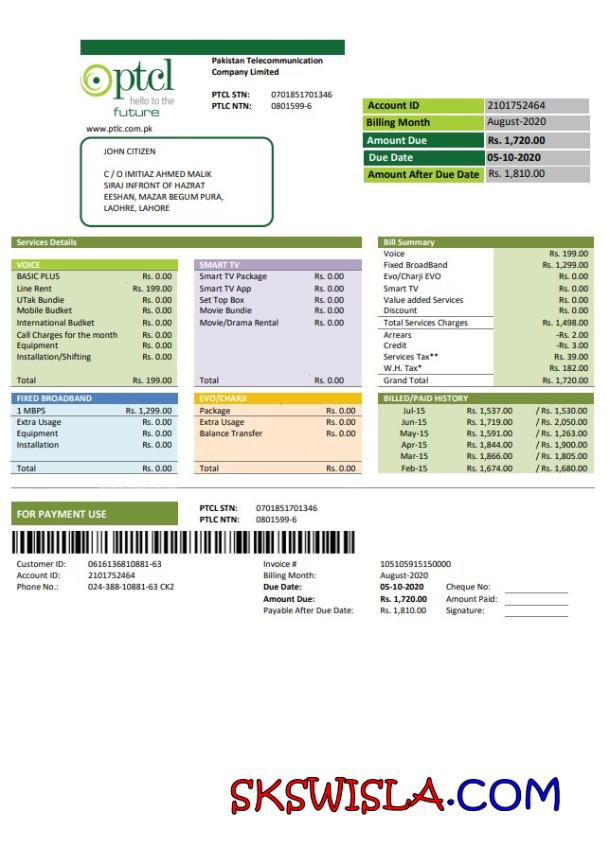 ptcl
hello to the
future
www.ptlc.com.pk
Pakistan Telecommunication
Company Limited
PTCL STN: 0701851701346
PTLC NTN: 0801599-6
Account ID 2101752464
Billing Month August-2020
Amount Due Rs. 1,720.00
Due Date 05-10-2020
Amount After Due Date Rs. 1,810.00
JOHN CITIZEN
C / O IMITIAZ AHMED MALIK
SIRAJ INFRONT OF HAZRAT
EESHAN, MAZAR BEGUM PURA,
LAOHRE, LAHORE
Services Details
VOICE
BASIC PLUS Rs. 0.00
Line Rent Rs. 199.00
UTak Bundie Rs. 0.00
Mobile Budket Rs. 0.00
International Budket Rs. 0.00
Call Charges for the month Rs. 0.00
Equipment Rs. 0.00
Installation/Shifting Rs. 0.00
Total Rs. 199.00
SMART TV
Smart TV Package Rs. 0.00
Smart TV App Rs. 0.00
Set Top Box Rs. 0.00
Movie Bundie Rs. 0.00
Movie/Drama Rental Rs. 0.00
Total Rs. 0.00
Bill Summary
Voice Rs. 199.00
Fixed BroadBand Rs. 1,299.00
Evo/Charji EVO Rs. 0.00
Smart TV Rs. 0.00
Value added Services Rs. 0.00
Discount Rs. 0.00
Total Services Charges Rs. 1,498.00
Arrears -Rs. 2.00
Credit -Rs. 3.00
Services Tax** Rs. 39.00
W.H. Tax* Rs. 182.00
Grand Total Rs. 1,720.00
FIXED BROADBAND
1 MBPS Rs. 1,299.00
Extra Usage Rs. 0.00
Equipment Rs. 0.00
Installation Rs. 0.00
Total Rs. 0.00
EVO/CHARJI
Package Rs. 0.00
Extra Usage Rs. 0.00
Balance Transfer Rs. 0.00
Total Rs. 0.00
BILLED/PAID HISTORY
Jul-15 Rs. 1,537.00 / Rs. 1,530.00
Jun-15 Rs. 1,719.00 / Rs. 2,050.00
May-15 Rs. 1,591.00 / Rs. 1,263.00
Apr-15 Rs. 1,844.00 / Rs. 1,900.00
Mar-15 Rs. 1,866.00 / Rs. 1,805.00
Feb-15 Rs. 1,674.00 / Rs. 1,680.00
FOR PAYMENT USE
PTCL STN: 0701851701346
PTLC NTN: 0801599-6
Customer ID: 0616136810881-63
Account ID: 2101752464
Phone No.: 024-388-10881-63 CK2
Invoice # 105105915150000
Billing Month: August-2020
Due Date: 05-10-2020 Cheque No:
Amount Due: Rs. 1,720.00 Amount Paid:
Payable After Due Date: Rs. 1,810.00 Signature:
SKSWISLA.COM